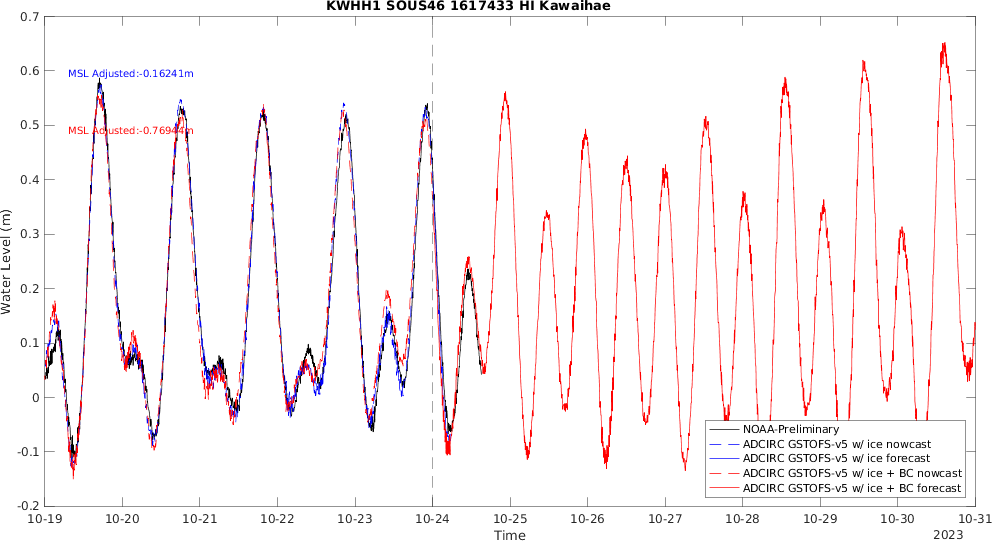 KWHH1 SOUS46 1617433 HI Kawaihae
0.7
0.6
0.5
0.4
0.3
0.2
0.1
0
-0.1
-0.2
Water Level (m)
MSL Adjusted:-0.16241m
MSL Adjusted:-0.76944m
NOAA-Preliminary
ADCIRC GSTOFS-v5 w/ ice nowcast
ADCIRC GSTOFS-v5 w/ ice forecast
ADCIRC GSTOFS-v5 w/ ice + BC nowcast
ADCIRC GSTOFS-v5 w/ ice + BC forecast
10-19 10-20 10-21 10-22 10-23 10-24 10-25 10-26 10-27 10-28 10-29 10-30 10-31
Time
2023